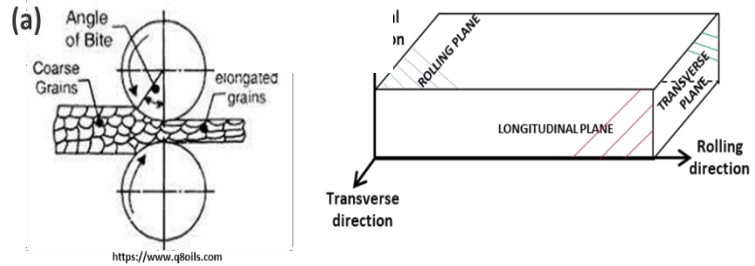 (a)
Angle
of Bite
Coarse
Grains
elongated
grains
https://www.q8oils.com
ROLLING PLANE
TRANSVERSE
PLANE
LONGITUDINAL PLANE
Rolling
direction
Transverse
direction